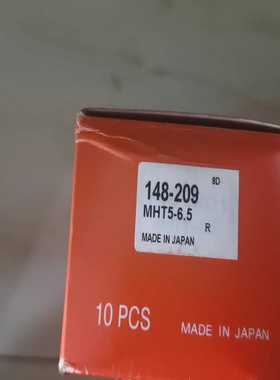 8D
148-209
MHT5-6.5
R
MADE IN JAPAN
10 PCS
MADE IN JAPAN